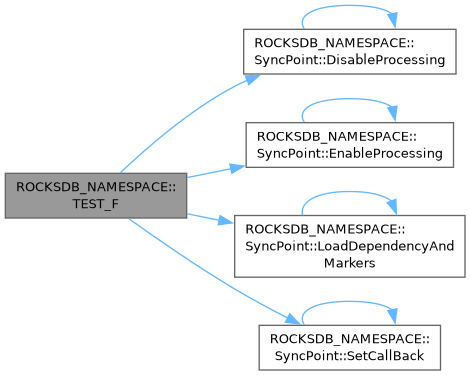 ROCKSDB_NAMESPACE::
SyncPoint::DisableProcessing
ROCKSDB_NAMESPACE::
SyncPoint::EnableProcessing
ROCKSDB_NAMESPACE::
TEST_F
ROCKSDB_NAMESPACE::
SyncPoint::LoadDependencyAnd
Markers
ROCKSDB_NAMESPACE::
SyncPoint::SetCallBack